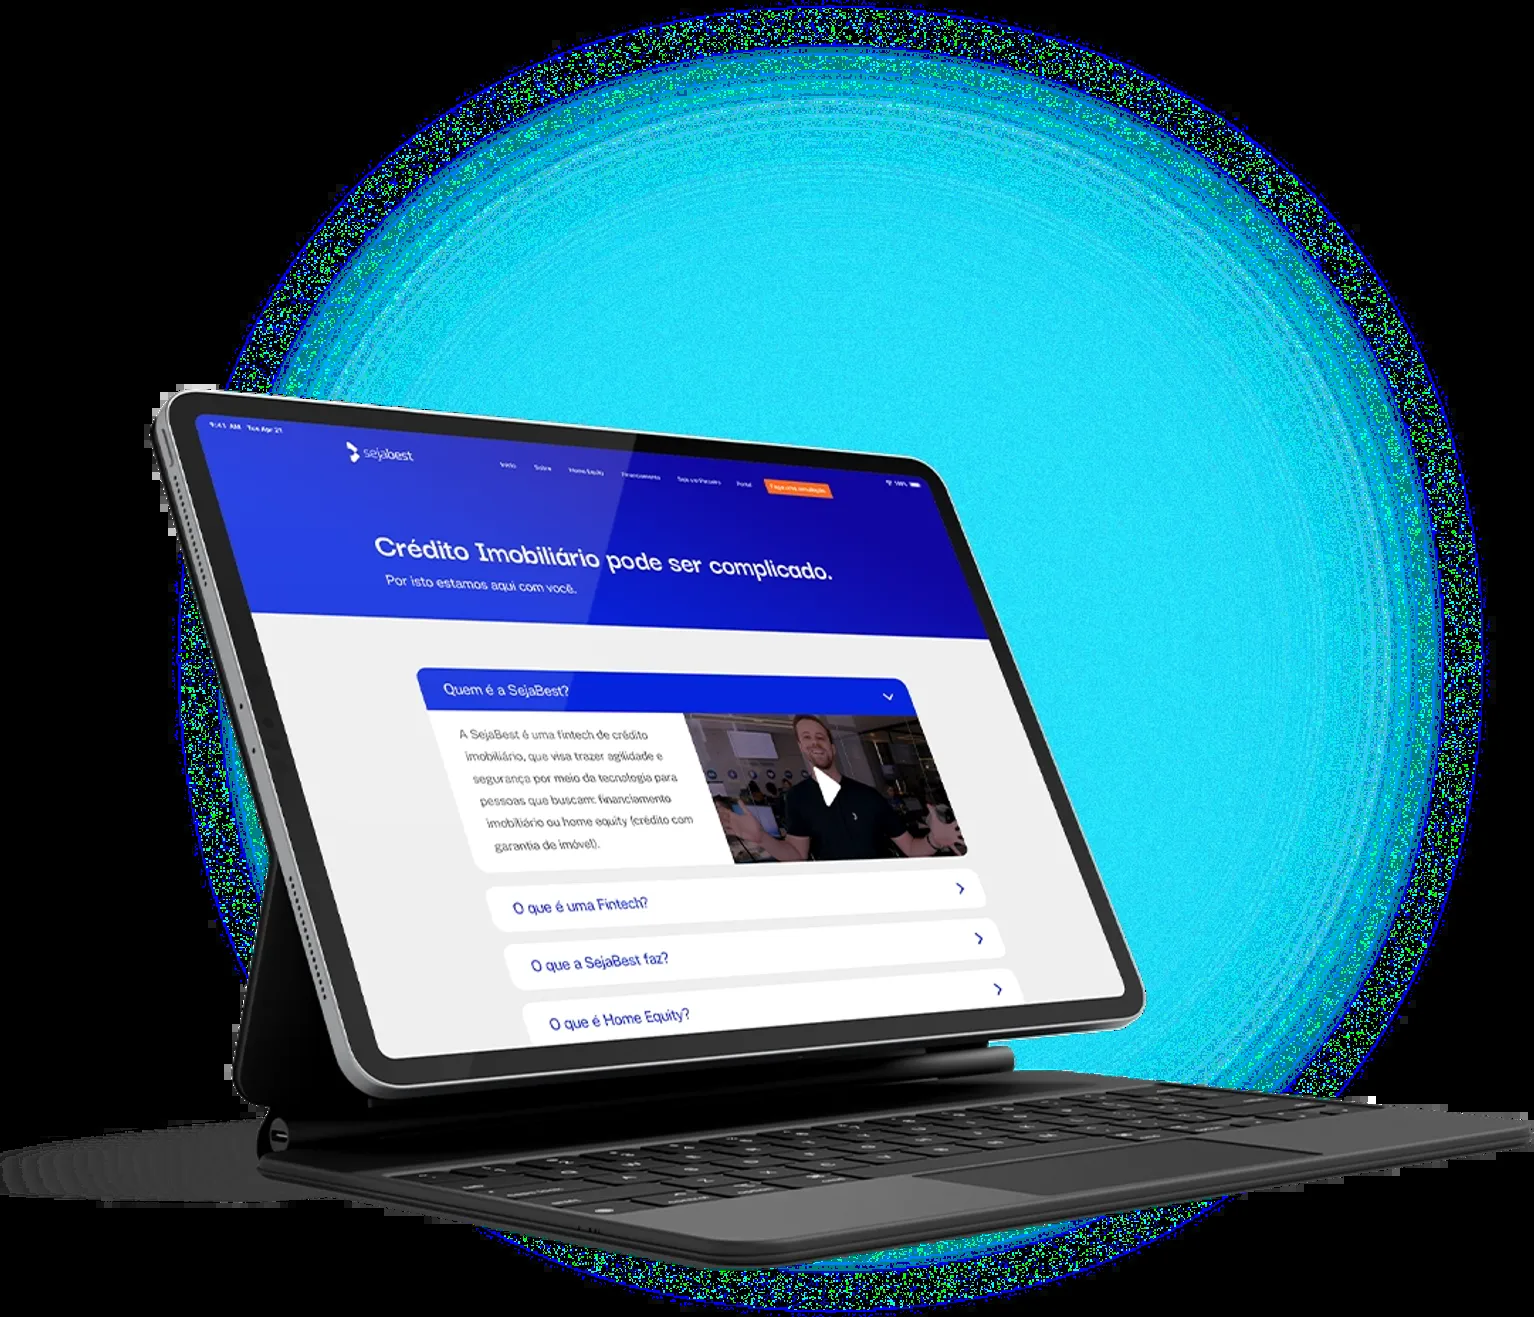 9:41 AM Tue Apr 21
100%
sejabest
Início Sobre Home Equity Financiamento Seja um Parceiro Portal Faça uma simulação
Crédito Imobiliário pode ser complicado.
Por isto estamos aqui com você.
Quem é a SejaBest?
A SejaBest é uma fintech de crédito
imobiliário, que visa trazer agilidade e
segurança por meio da tecnologia para
pessoas que buscam: financiamento
imobiliário ou home equity (crédito com
garantia de imóvel).
O que é uma Fintech?
O que a SejaBest faz?
O que é Home Equity?